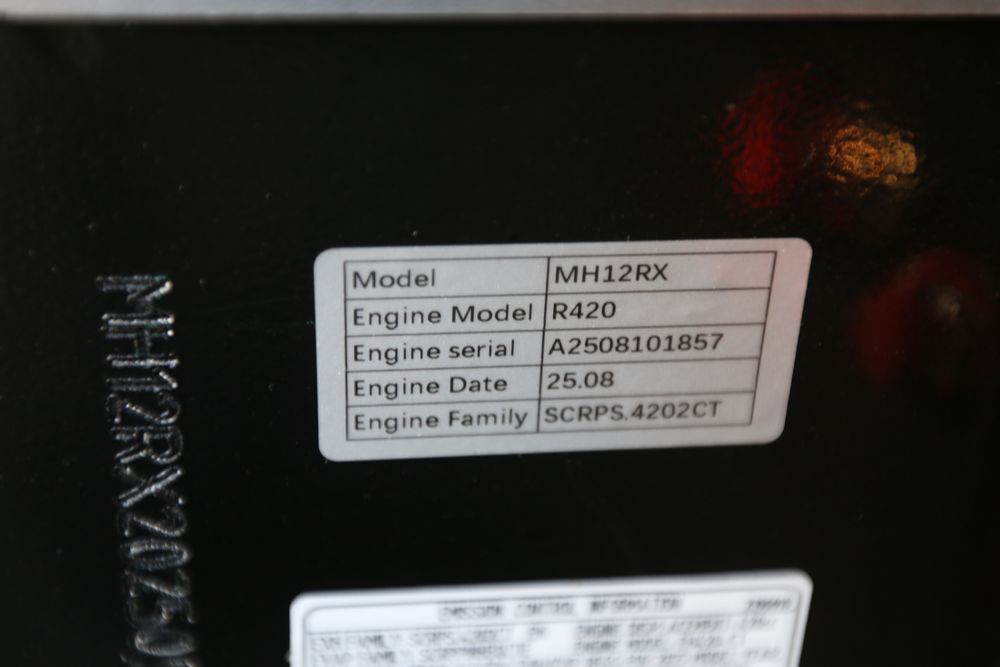 Model MH12RX
Engine Model R420
Engine serial A2508101857
Engine Date 25.08
Engine Family SCRPS.4202CT
MH12RX20250
EMISSION CONTROL INFORMATION